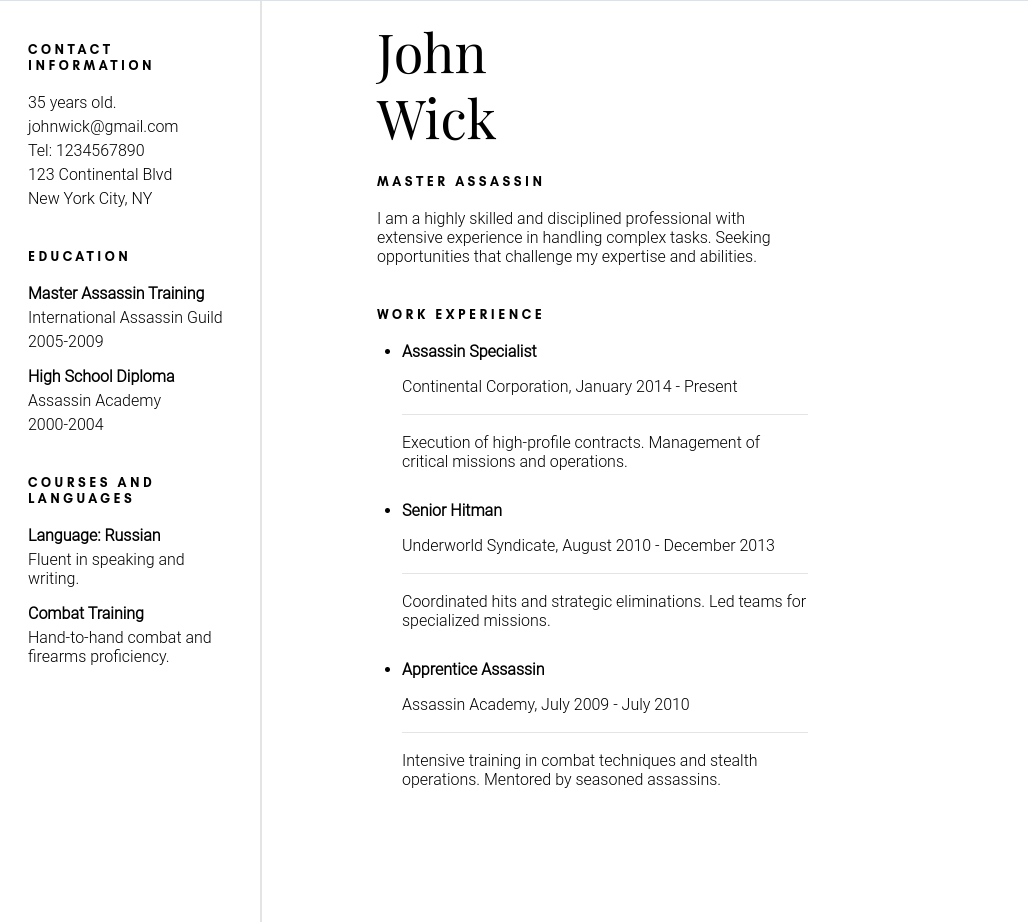 CONTACT
INFORMATION
35 years old.
johnwick@gmail.com
Tel: 1234567890
123 Continental Blvd
New York City, NY
EDUCATION
Master Assassin Training
International Assassin Guild
2005-2009
High School Diploma
Assassin Academy
2000-2004
COURSES AND
LANGUAGES
Language: Russian
Fluent in speaking and
writing.
Combat Training
Hand-to-hand combat and
firearms proficiency.
John
Wick
MASTER ASSASSIN
I am a highly skilled and disciplined professional with
extensive experience in handling complex tasks. Seeking
opportunities that challenge my expertise and abilities.
WORK EXPERIENCE
• Assassin Specialist
Continental Corporation, January 2014 - Present
Execution of high-profile contracts. Management of
critical missions and operations.
• Senior Hitman
Underworld Syndicate, August 2010 - December 2013
Coordinated hits and strategic eliminations. Led teams for
specialized missions.
• Apprentice Assassin
Assassin Academy, July 2009 - July 2010
Intensive training in combat techniques and stealth
operations. Mentored by seasoned assassins.